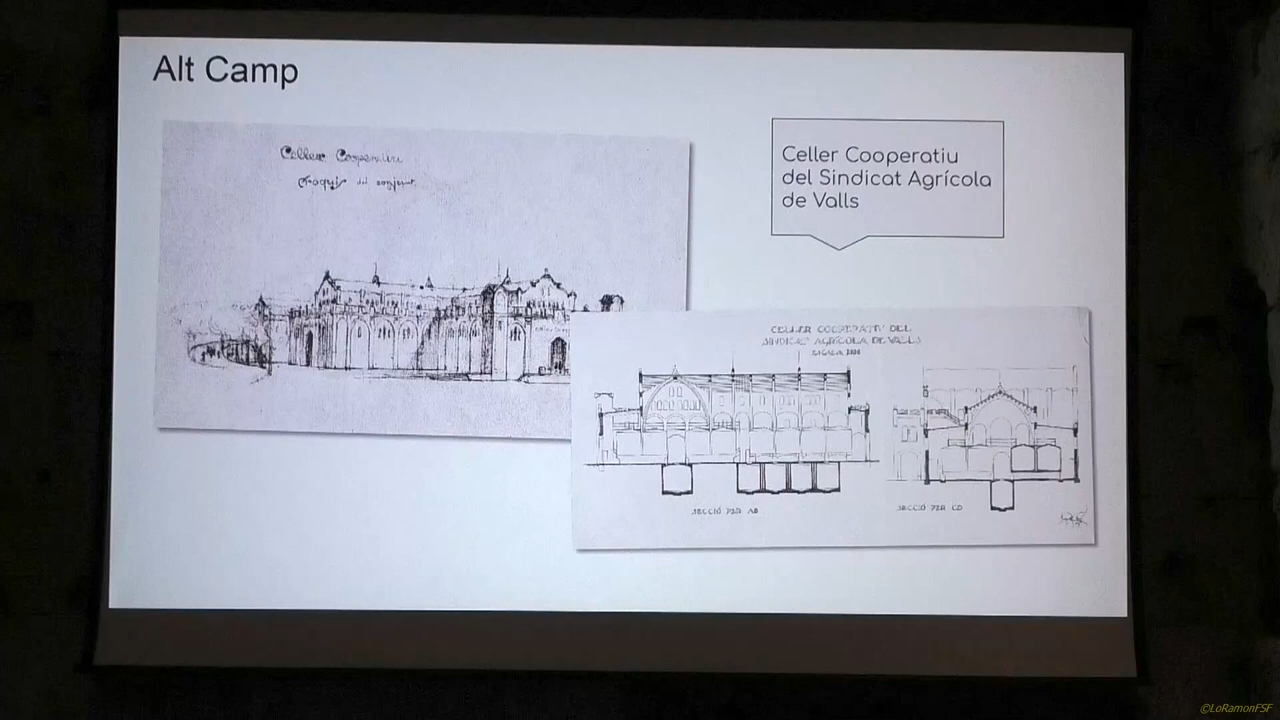 Alt Camp
Celler Cooperatiu
Croquis del conjunt
Celler Cooperatiu
del Sindicat Agrícola
de Valls
CELLER COOPERATIU DEL
SINDICAT AGRÍCOLA DE VALLS
ESCALA
SECCIÓ PER AB
SECCIÓ PER CD
©LoRamonFSF